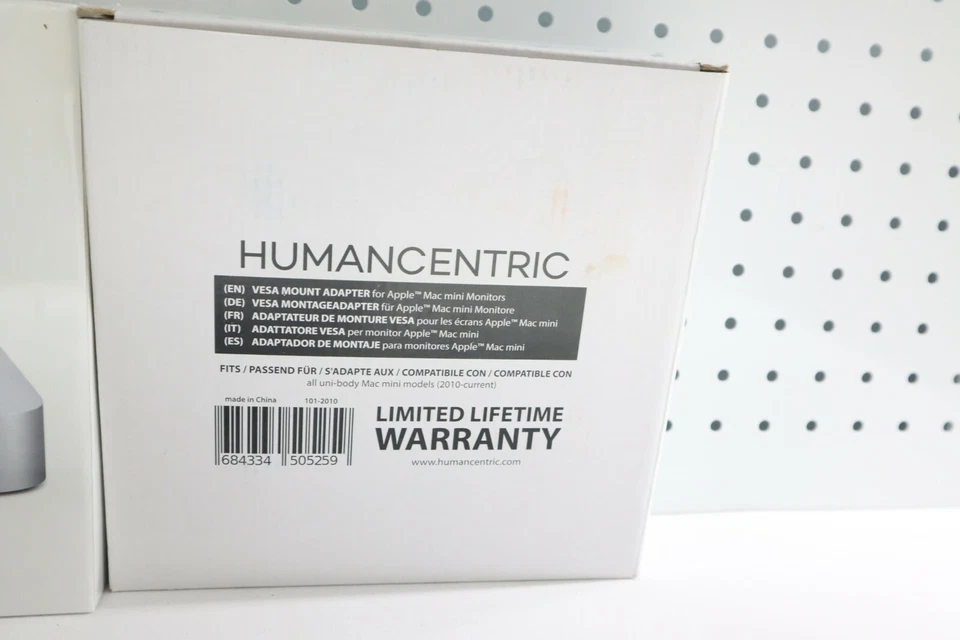 HUMANCENTRIC
(EN) VESA MOUNT ADAPTER for Apple™ Mac mini Monitors
(DE) VESA MONTAGEADAPTER für Apple™ Mac mini Monitore
(FR) ADAPTATEUR DE MONTURE VESA pour les écrans Apple™ Mac mini
(IT) ADATTATORE VESA per monitor Apple™ Mac mini
(ES) ADAPTADOR DE MONTAJE para monitores Apple™ Mac mini
FITS / PASSEND FÜR / S'ADAPTE AUX / COMPATIBILE CON / COMPATIBLE CON
all uni-body Mac mini models (2010-current)
made in China 101-2010
684334 505259
LIMITED LIFETIME
WARRANTY
www.humancentric.com